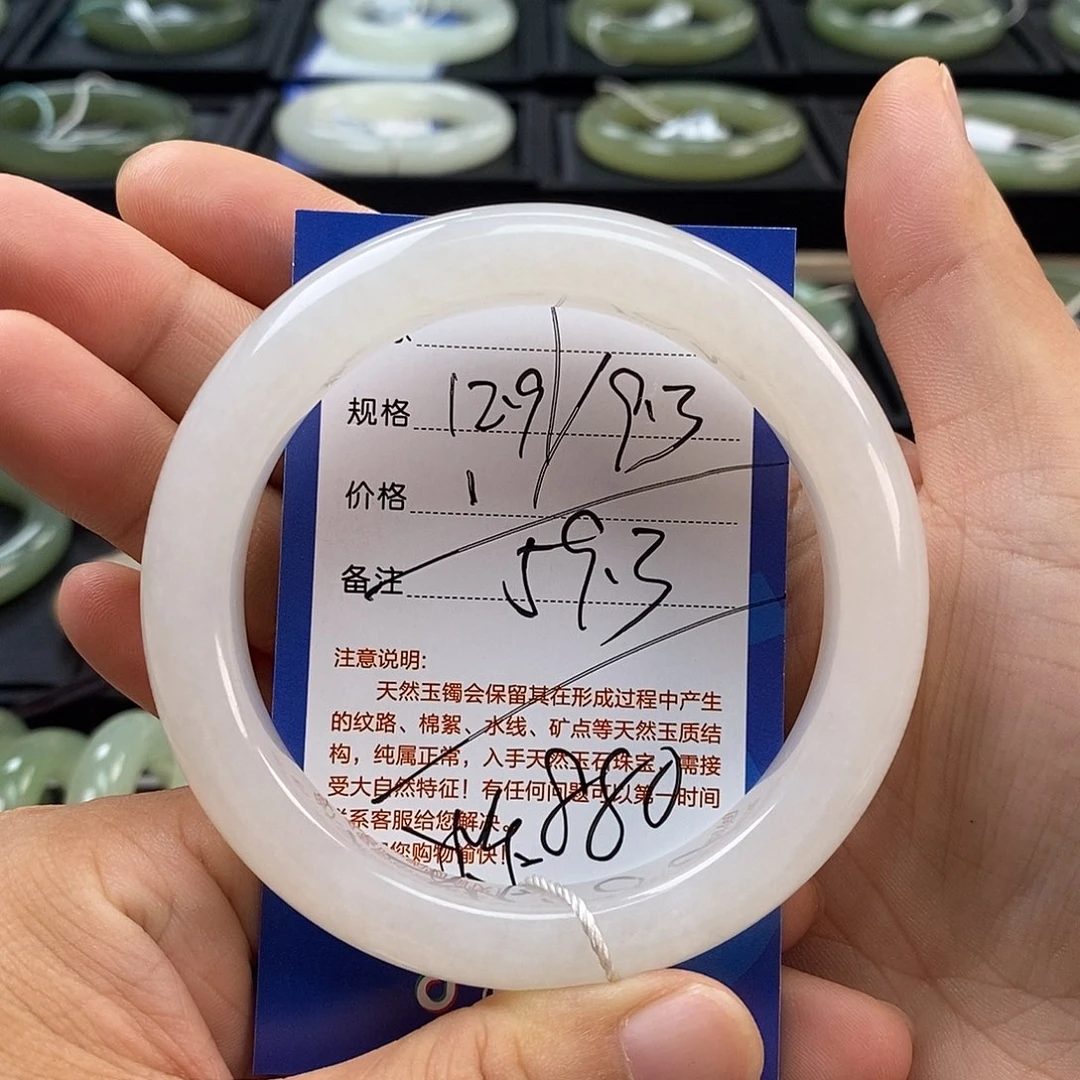 规格 12.9/9.3
价格 1
备注 59.3
注意说明:
天然玉镯会保留其在形成过程中产生
的纹路、棉絮、水线、矿点等天然玉质结
构，纯属正常，入手天然玉石珠宝，需接
受大自然特征！有任何问题可以第一时间
联系客服给您解决。
您购物愉快！
880